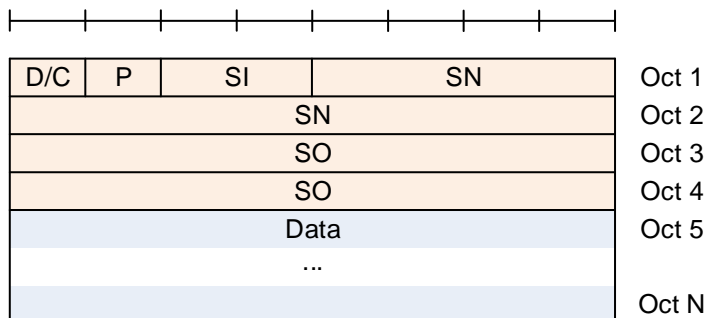 D/C P SI SN Oct 1
SN Oct 2
SO Oct 3
SO Oct 4
Data Oct 5
...
Oct N